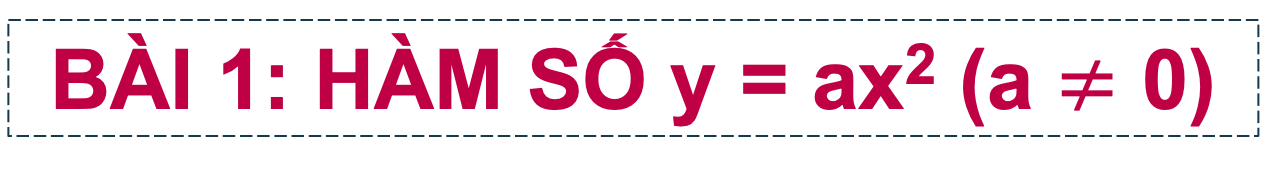 BÀI 1: HÀM SỐ y = ax² (a ≠ 0)